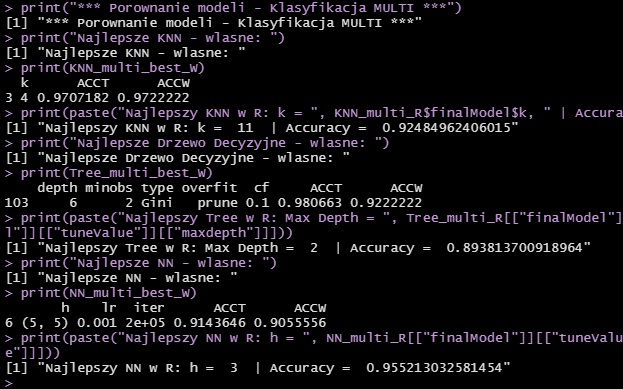 > print("*** Porownanie modeli - Klasyfikacja MULTI ***")
[1] "*** Porownanie modeli - Klasyfikacja MULTI ***"
> print("Najlepsze KNN - wlasne: ")
[1] "Najlepsze KNN - wlasne: "
> print(KNN_multi_best_W)
k ACCT ACCW
3 4 0.9707182 0.9722222
> print(paste("Najlepszy KNN w R: k = ", KNN_multi_R$finalModel$k, " | Accura
[1] "Najlepszy KNN w R: k =  11  | Accuracy =  0.92484962406015"
> print("Najlepsze Drzewo Decyzyjne - wlasne: ")
[1] "Najlepsze Drzewo Decyzyjne - wlasne: "
> print(Tree_multi_best_W)
depth minobs type overfit cf ACCT ACCW
103 6 2 Gini prune 0.1 0.980663 0.9222222
> print(paste("Najlepszy Tree w R: Max Depth = ", Tree_multi_R[["finalModel"]
l"]][["tuneValue"]][["maxdepth"]]]))
[1] "Najlepszy Tree w R: Max Depth =  2  | Accuracy =  0.893813700918964"
> print("Najlepsze NN - wlasne: ")
[1] "Najlepsze NN - wlasne: "
> print(NN_multi_best_W)
h lr iter ACCT ACCW
6 (5, 5) 0.001 2e+05 0.9143646 0.9055556
> print(paste("Najlepszy NN w R: h = ", NN_multi_R[["finalModel"]][["tuneValu
e"]]]))
[1] "Najlepszy NN w R: h =  3  | Accuracy =  0.955213032581454"
>